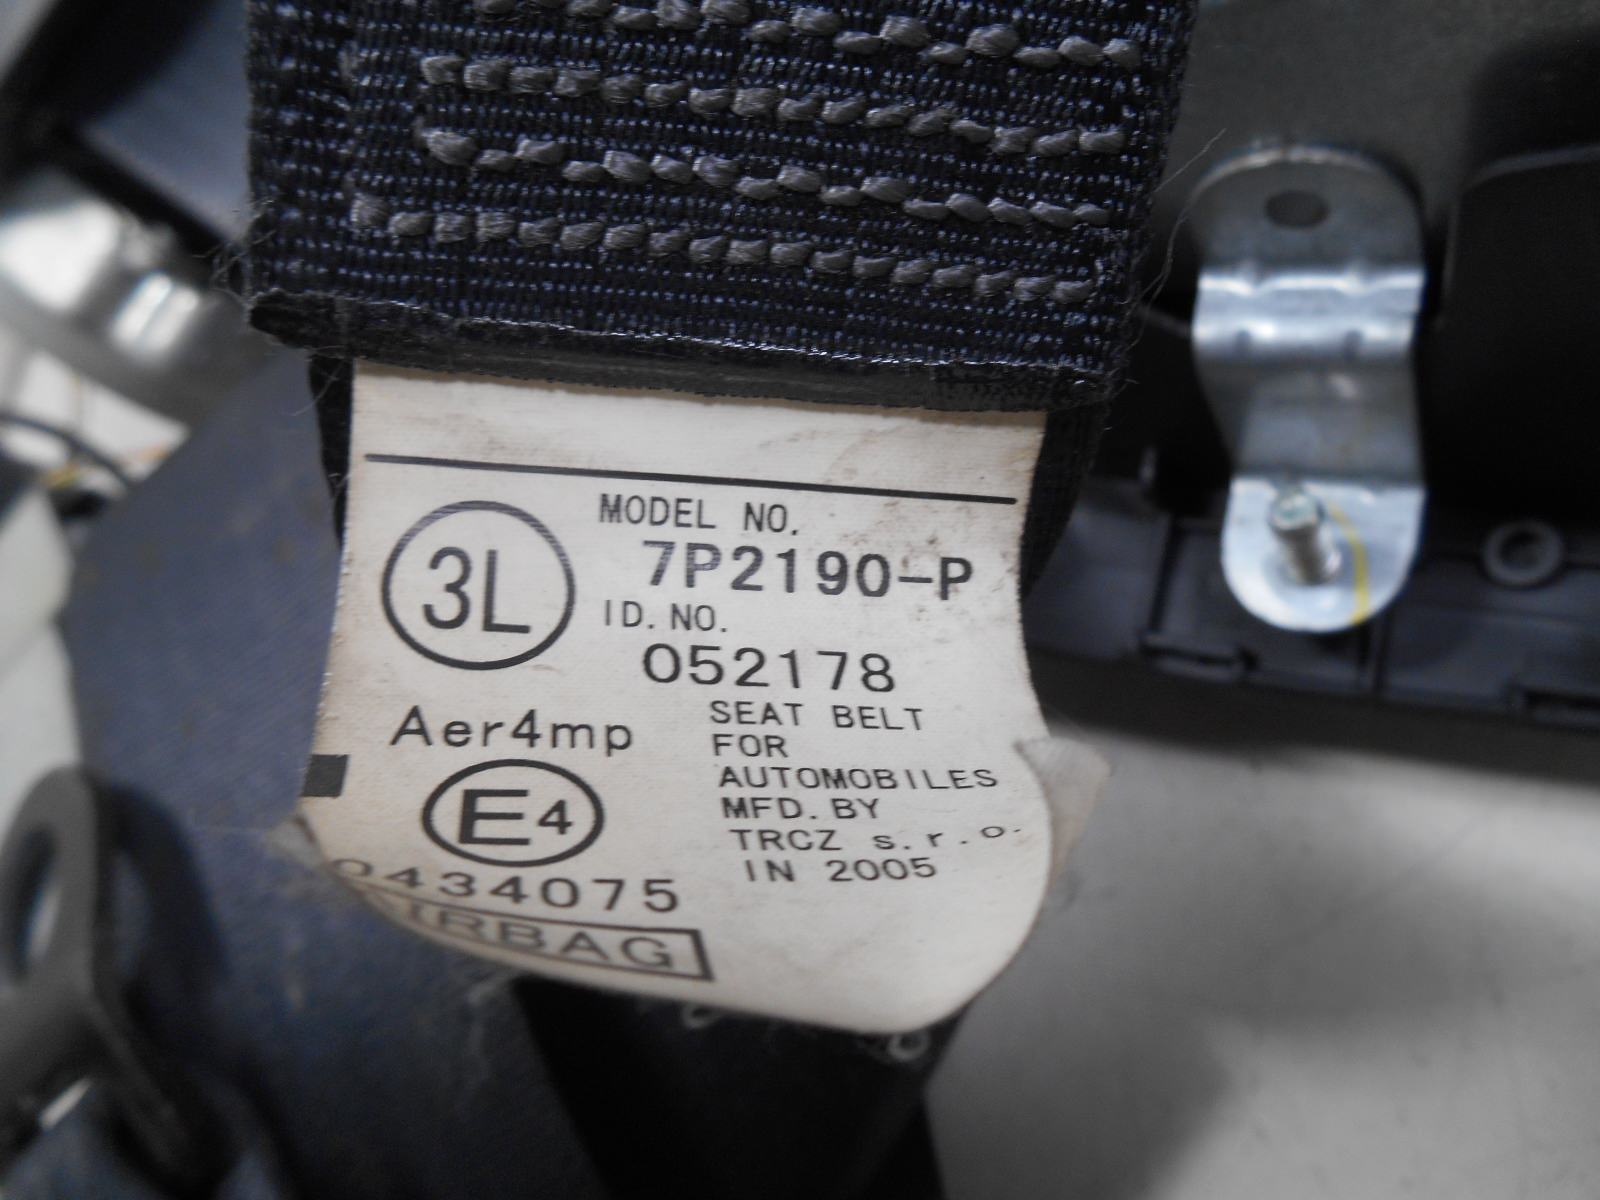 MODEL NO.
3L
7P2190-P
ID. NO.
052178
Aer4mp
SEAT BELT
FOR
AUTOMOBILES
E4
MFD. BY
TRCZ s.r.o.
IN 2005
0434075
AIRBAG